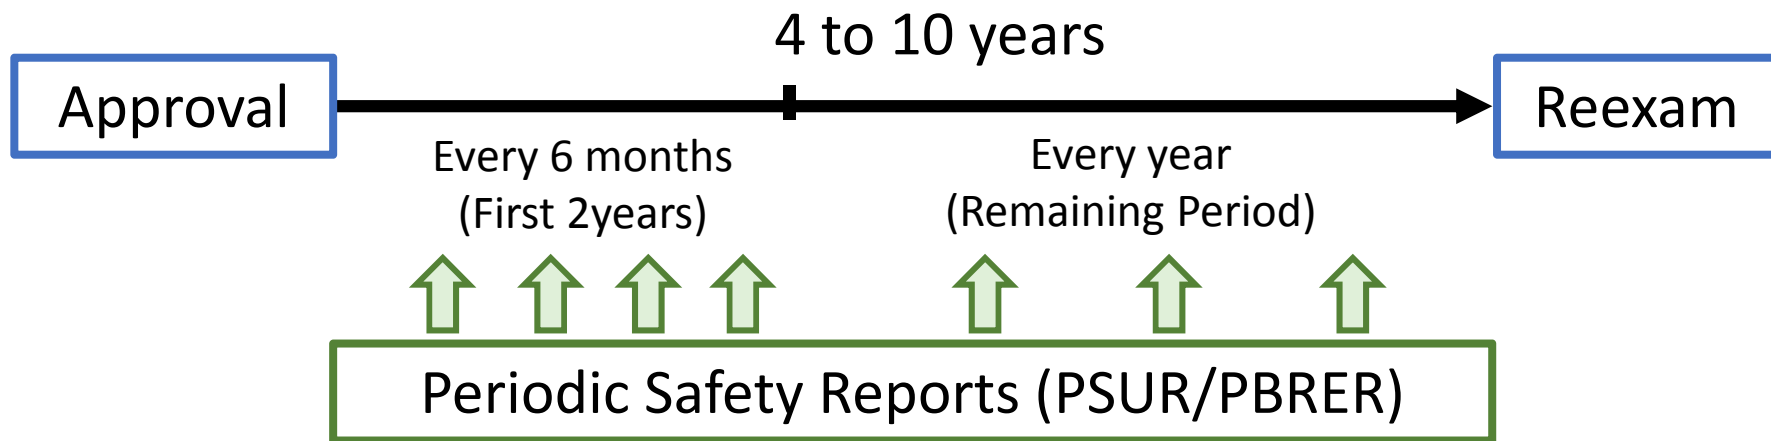 4 to 10 years
Approval
Reexam
Every 6 months
(First 2years)
Every year
(Remaining Period)
Periodic Safety Reports (PSUR/PBRER)